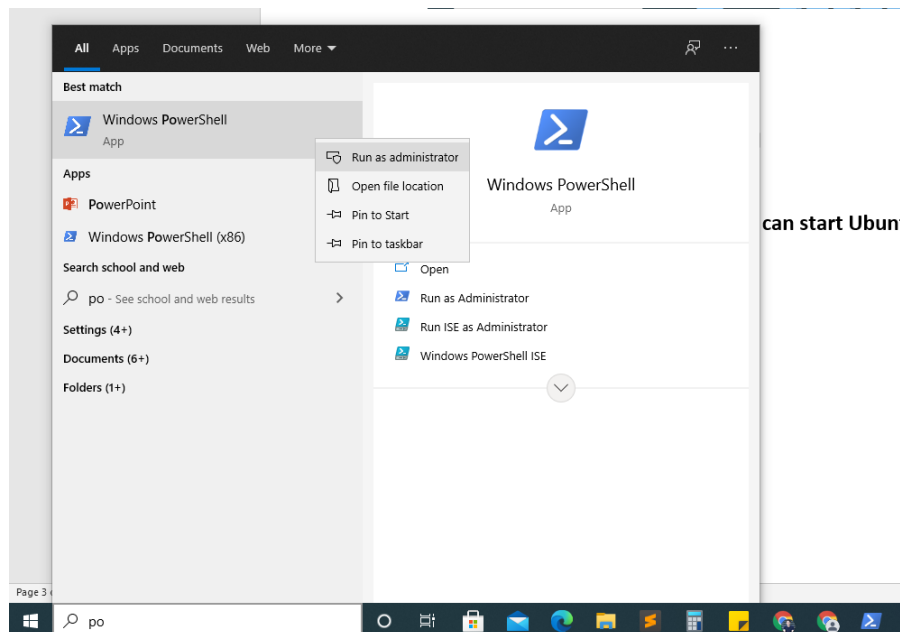 All Apps Documents Web More
Best match
Windows PowerShell
App
Apps
PowerPoint
Windows PowerShell (x86)
Search school and web
po - See school and web results
Settings (4+)
Documents (6+)
Folders (1+)
Run as administrator
Open file location
Pin to Start
Pin to taskbar
Windows PowerShell
App
Open
Run as Administrator
Run ISE as Administrator
Windows PowerShell ISE
can start Ubun
Page 3
po